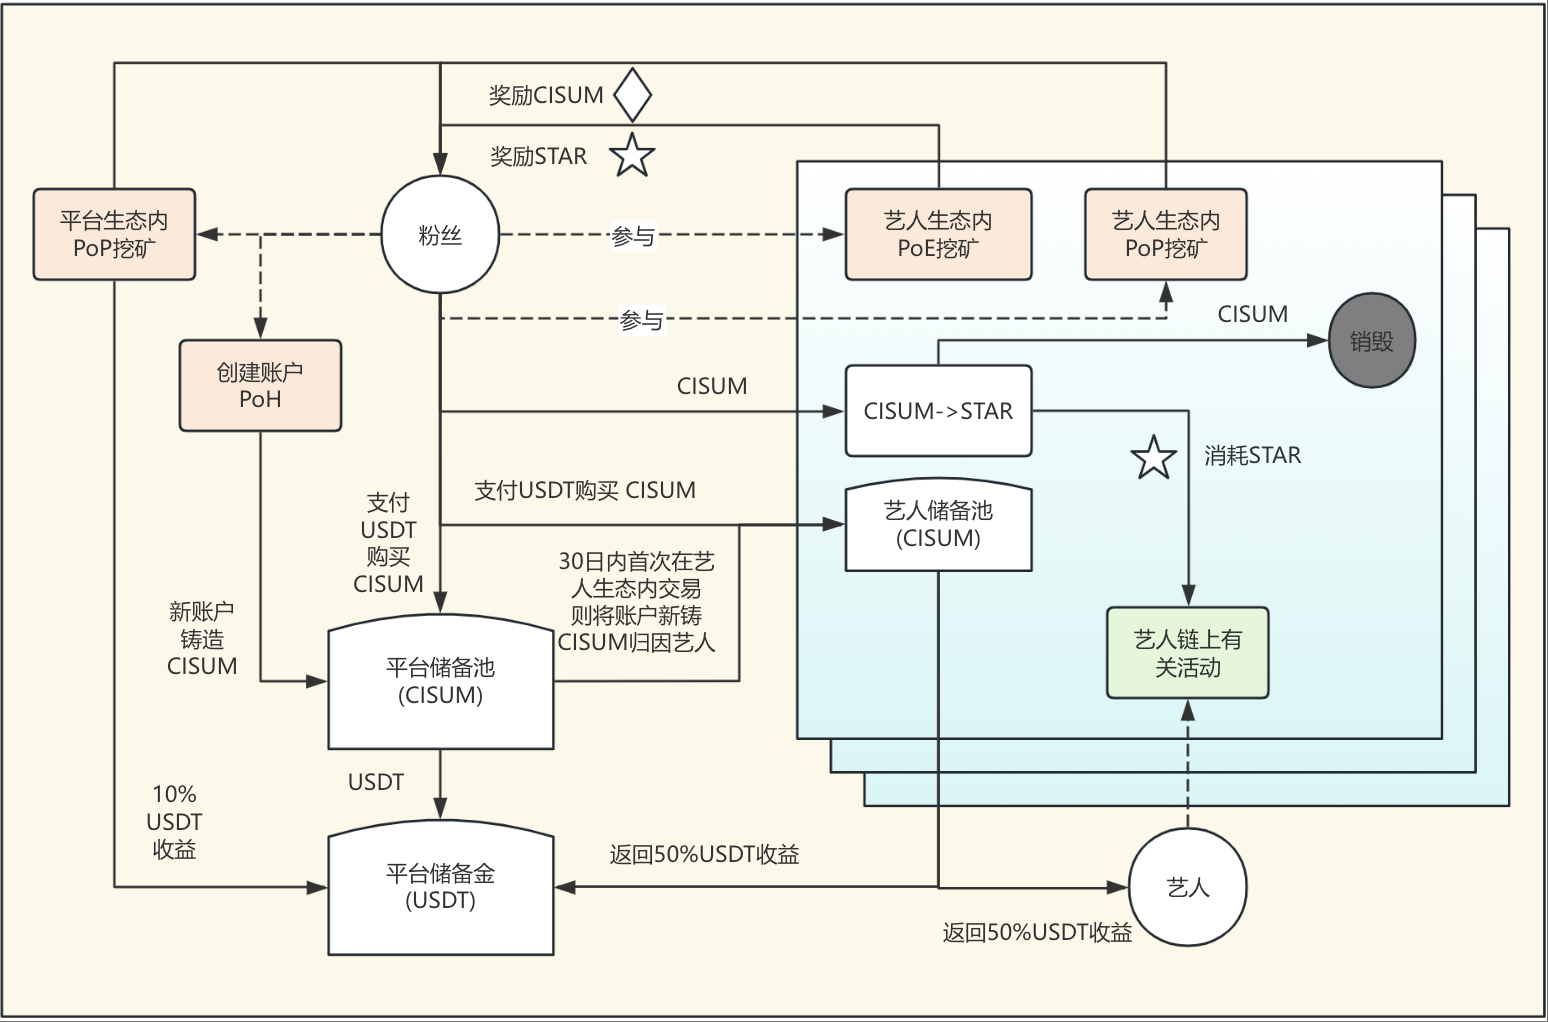 奖励CISUM
奖励STAR
平台生态内
PoP挖矿
粉丝
参与
艺人生态内
PoE挖矿
艺人生态内
PoP挖矿
参与
CISUM
销毁
创建账户
PoH
CISUM
CISUM->STAR
消耗STAR
支付
USDT
购买
CISUM
支付USDT购买 CISUM
艺人储备池
(CISUM)
30日内首次在艺
人生态内交易
则将账户新铸
CISUM归因艺人
新账户
铸造
CISUM
平台储备池
(CISUM)
艺人链上有
关活动
USDT
10%
USDT
收益
平台储备金
(USDT)
返回50%USDT收益
艺人
返回50%USDT收益